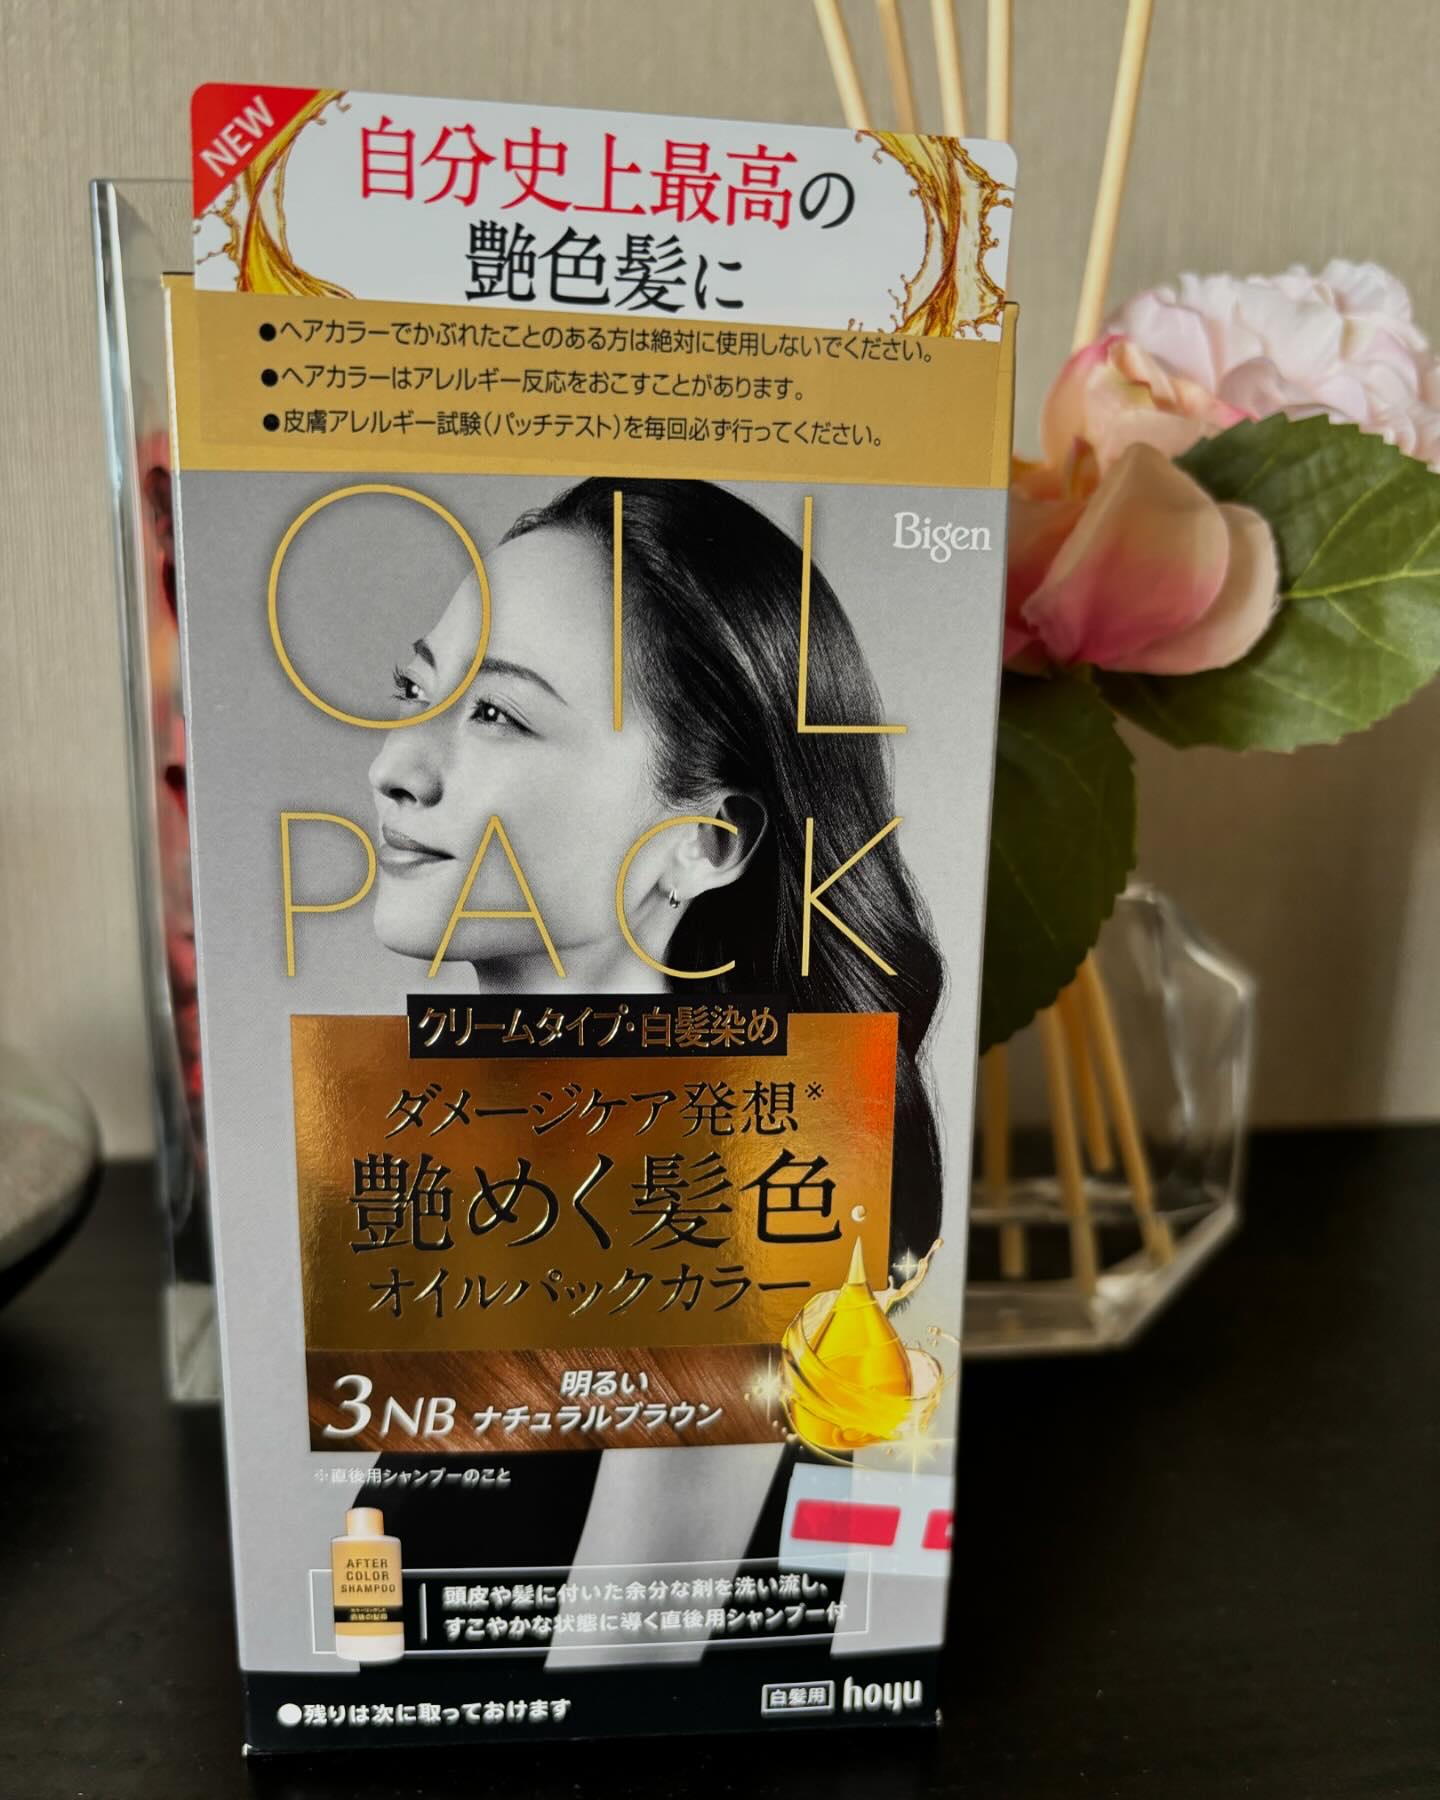 NEW
自分史上最高の
艶色髪に
●ヘアカラーでかぶれたことのある方は絶対に使用しないでください。
●ヘアカラーはアレルギー反応をおこすことがあります。
●皮膚アレルギー試験(パッチテスト)を毎回必ず行ってください。
Bigen
OIL
PACK
クリームタイプ・白髪染め
ダメージケア発想※
艶めく髪色
オイルパックカラー
3NB
明るい
ナチュラルブラウン
※直後用シャンプーのこと
AFTER
COLOR
SHAMPOO
頭皮や髪に付いた余分な剤を洗い流し、
すこやかな状態に導く直後用シャンプー付
●残りは次に取っておけます
白髪用
hoyu